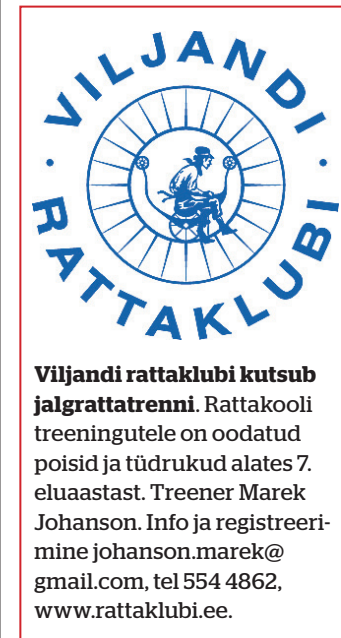 VILJANDI
RATTAKLUBI
Viljandi rattaklubi kutsub
jalgrattatrenni. Rattakooli
treeningutele on oodatud
poisid ja tüdrukud alates 7.
eluaastast. Treener Marek
Johanson. Info ja registreeri-
mine johanson.marek@
gmail.com, tel 554 4862,
www.rattaklubi.ee.